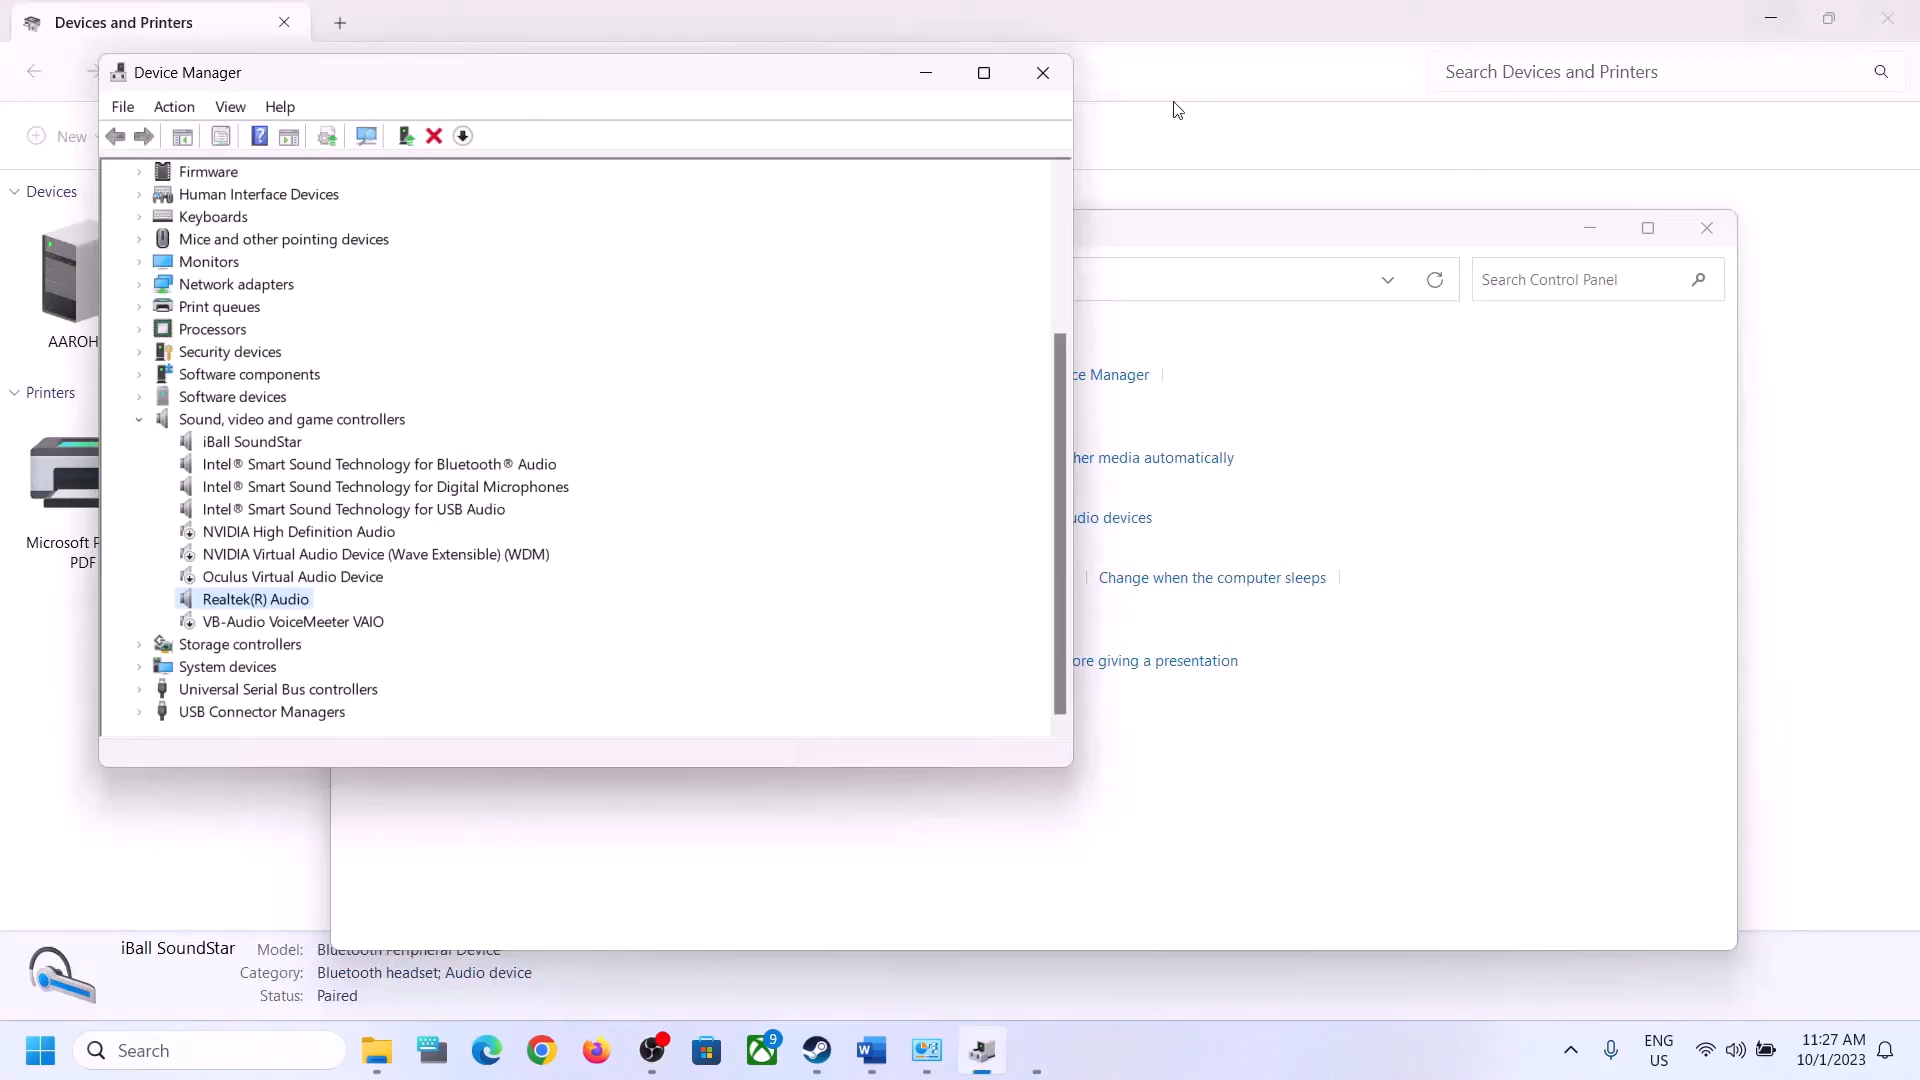 Devices and Printers
Search Devices and Printers
New
Devices
AAROH
Printers
Microsoft P
PDF
Device Manager
File Action View Help
Firmware
Human Interface Devices
Keyboards
Mice and other pointing devices
Monitors
Network adapters
Print queues
Processors
Security devices
Software components
Software devices
Sound, video and game controllers
iBall SoundStar
Intel® Smart Sound Technology for Bluetooth® Audio
Intel® Smart Sound Technology for Digital Microphones
Intel® Smart Sound Technology for USB Audio
NVIDIA High Definition Audio
NVIDIA Virtual Audio Device (Wave Extensible) (WDM)
Oculus Virtual Audio Device
Realtek(R) Audio
VB-Audio VoiceMeeter VAIO
Storage controllers
System devices
Universal Serial Bus controllers
USB Connector Managers
Search Control Panel
ce Manager
her media automatically
udio devices
Change when the computer sleeps
ore giving a presentation
iBall SoundStar
Model: Bluetooth Peripheral Device
Category: Bluetooth headset; Audio device
Status: Paired
Search
9
ENG
US
11:27 AM
10/1/2023